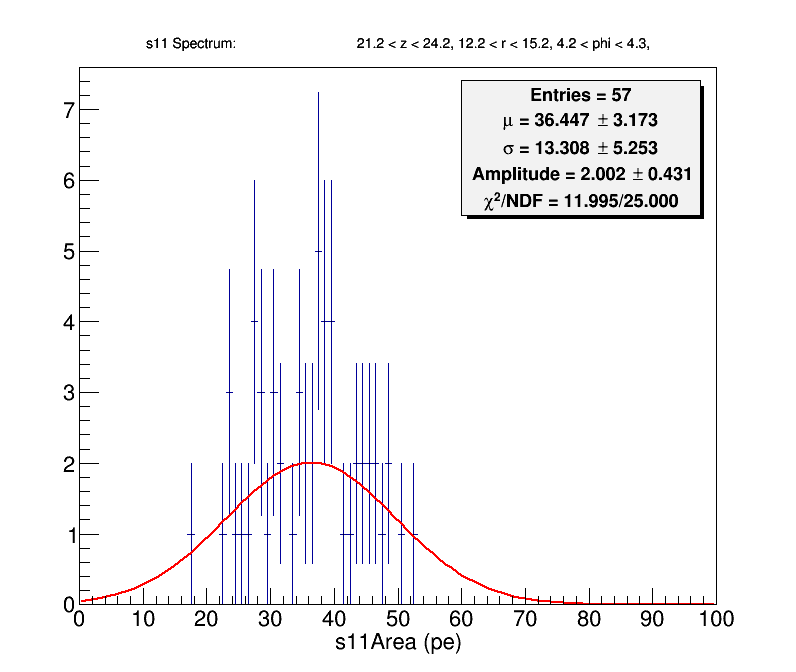 s11 Spectrum: 21.2 < z < 24.2, 12.2 < r < 15.2, 4.2 < phi < 4.3,
Entries = 57
μ = 36.447 ± 3.173
σ = 13.308 ± 5.253
Amplitude = 2.002 ± 0.431
χ²/NDF = 11.995/25.000
7
6
5
4
3
2
1
0
0 10 20 30 40 50 60 70 80 90 100
s11Area (pe)